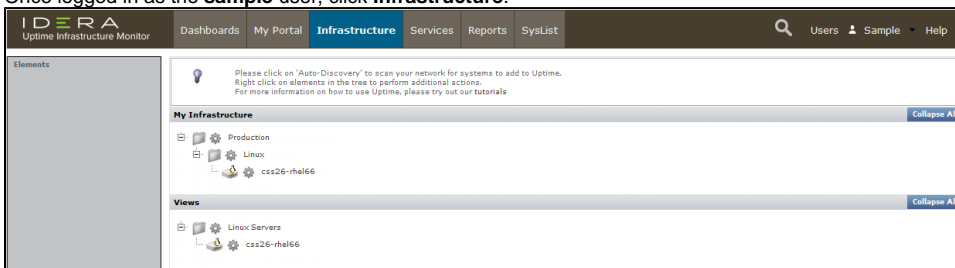 Once logged in as the sample user, click Infrastructure.
IDERA
Uptime Infrastructure Monitor
Dashboards My Portal Infrastructure Services Reports SysList Users Sample Help
Elements
Please click on 'Auto-Discovery' to scan your network for systems to add to Uptime.
Right click on elements in the tree to perform additional actions.
For more information on how to use Uptime, please try out our tutorials
My Infrastructure Collapse Al
Production
Linux
css26-rhel66
Views Collapse Al
Linux Servers
css26-rhel66